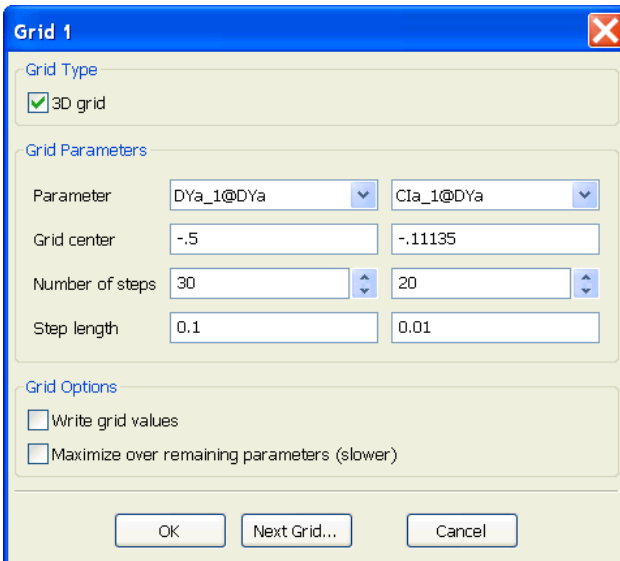 Grid 1
Grid Type
3D grid
Grid Parameters
Parameter DYa_1@DYa CIa_1@DYa
Grid center -.5 -.11135
Number of steps 30 20
Step length 0.1 0.01
Grid Options
Write grid values
Maximize over remaining parameters (slower)
OK Next Grid... Cancel